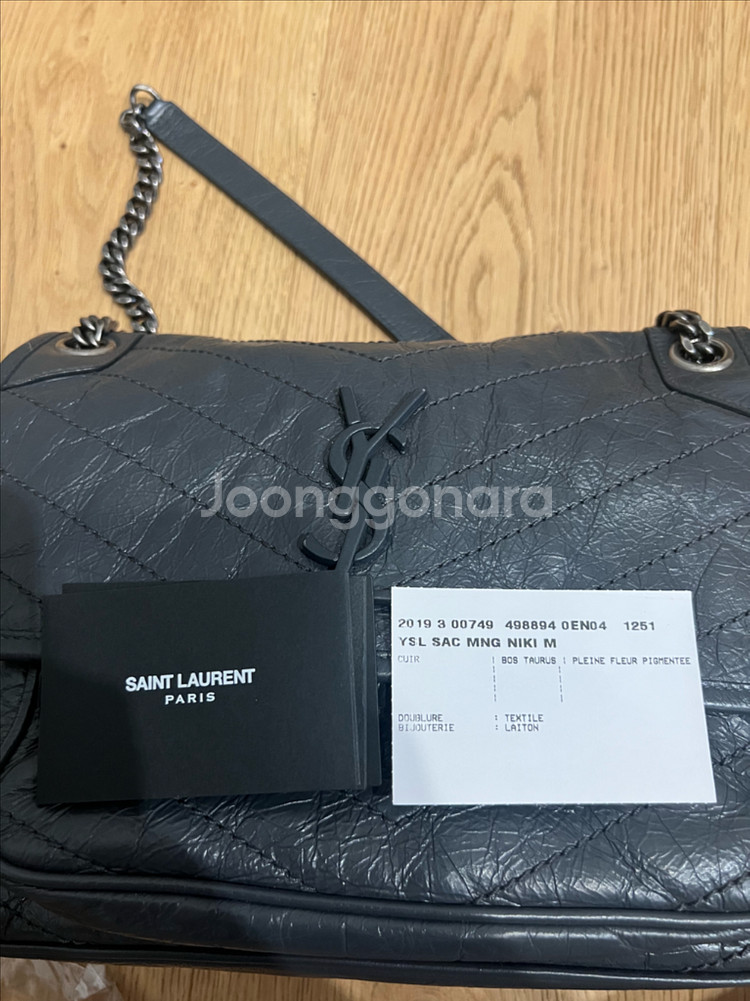 Joonggonara
SAINT LAURENT
PARIS
2019 3 00749 498894 0EN04 1251
YSL SAC MNG NIKI M
CUIR | BOS TAURUS | PLEINE FLEUR PIGMENTEE
DOUBLURE : TEXTILE
BIJOUTERIE : LAITON